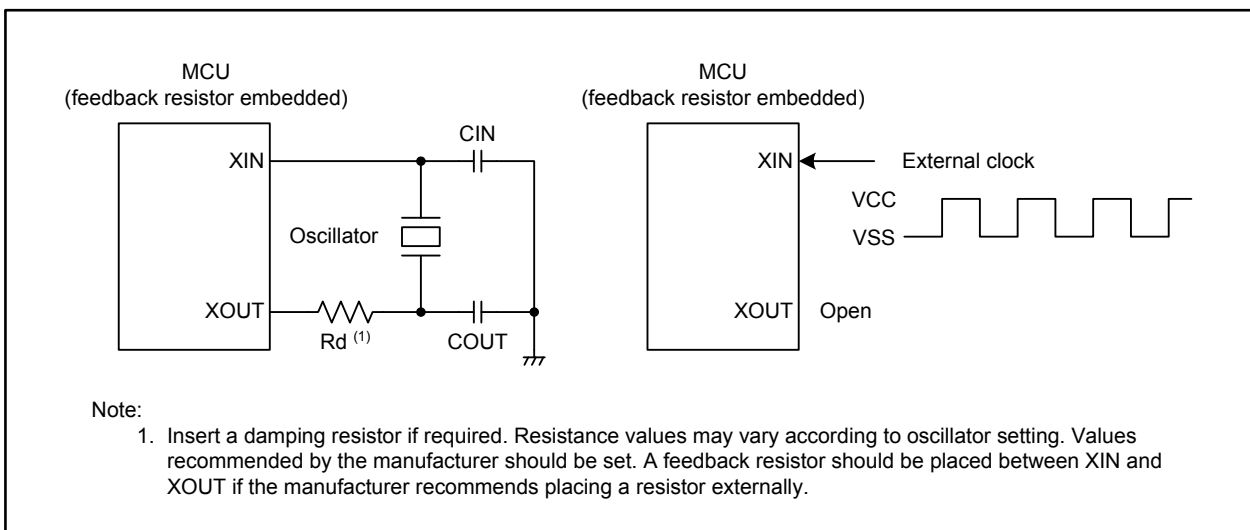 MCU
(feedback resistor embedded)
XIN
CIN
Oscillator
XOUT
Rd (1)
COUT
MCU
(feedback resistor embedded)
XIN
External clock
VCC
VSS
XOUT
Open
Note:
1. Insert a damping resistor if required. Resistance values may vary according to oscillator setting. Values
recommended by the manufacturer should be set. A feedback resistor should be placed between XIN and
XOUT if the manufacturer recommends placing a resistor externally.